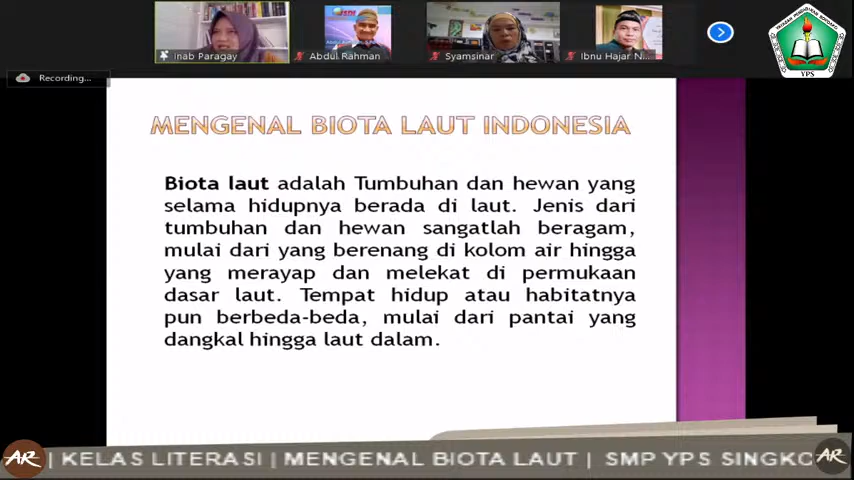 inab Paragay
Abdul Rahman
Syamsinar
Ibnu Hajar N...
YPS
Recording...
MENGENAL BIOTA LAUT INDONESIA
Biota laut adalah Tumbuhan dan hewan yang
selama hidupnya berada di laut. Jenis dari
tumbuhan dan hewan sangatlah beragam,
mulai dari yang berenang di kolom air hingga
yang merayap dan melekat di permukaan
dasar laut. Tempat hidup atau habitatnya
pun berbeda-beda, mulai dari pantai yang
dangkal hingga laut dalam.
AR | KELAS LITERASI | MENGENAL BIOTA LAUT | SMP YPS SINGKO AR